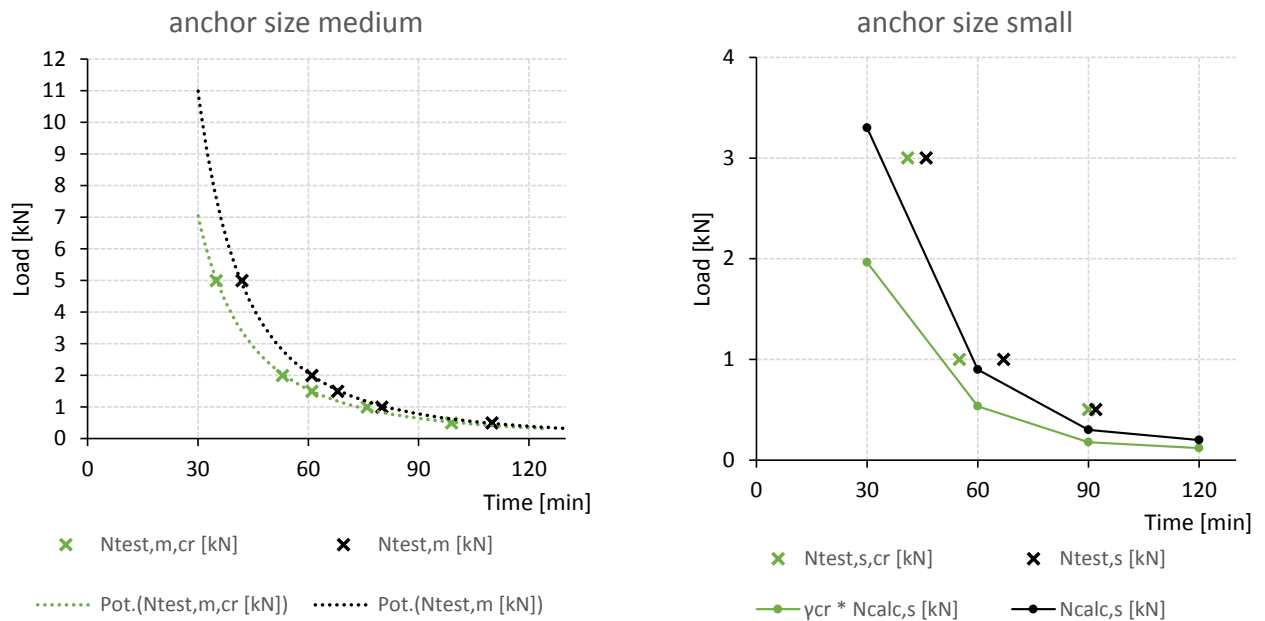 anchor size medium
12
11
10
9
8
7
6
5
4
3
2
1
0
Load [kN]
0 30 60 90 120
Time [min]
Ntest,m,cr [kN] Ntest,m [kN]
Pot.(Ntest,m,cr [kN]) Pot.(Ntest,m [kN])
anchor size small
4
3
2
1
0
Load [kN]
0 30 60 90 120
Time [min]
Ntest,s,cr [kN] Ntest,s [kN]
γcr * Ncalc,s [kN] Ncalc,s [kN]